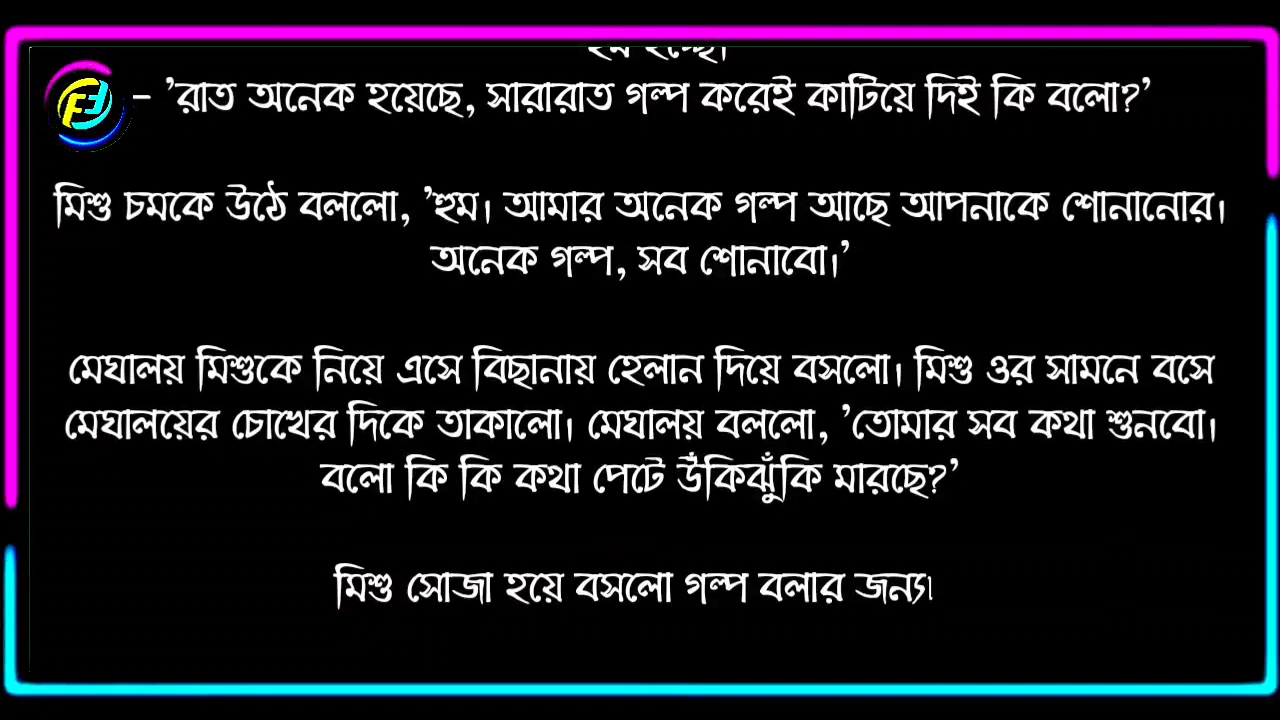 হচ্ছে।
– ’রাত অনেক হয়েছে, সারারাত গল্প করেই কাটিয়ে দিই কি বলো?’
মিশু চমকে উঠে বললো, ’হুম। আমার অনেক গল্প আছে আপনাকে শোনানোর।
অনেক গল্প, সব শোনাবো।’
মেঘালয় মিশুকে নিয়ে এসে বিছানায় হেলান দিয়ে বসলো। মিশু ওর সামনে বসে
মেঘালয়ের চোখের দিকে তাকালো। মেঘালয় বললো, ’তোমার সব কথা শুনবো।
বলো কি কি কথা পেটে উঁকিঝুঁকি মারছে?’
মিশু সোজা হয়ে বসলো গল্প বলার জন্য।